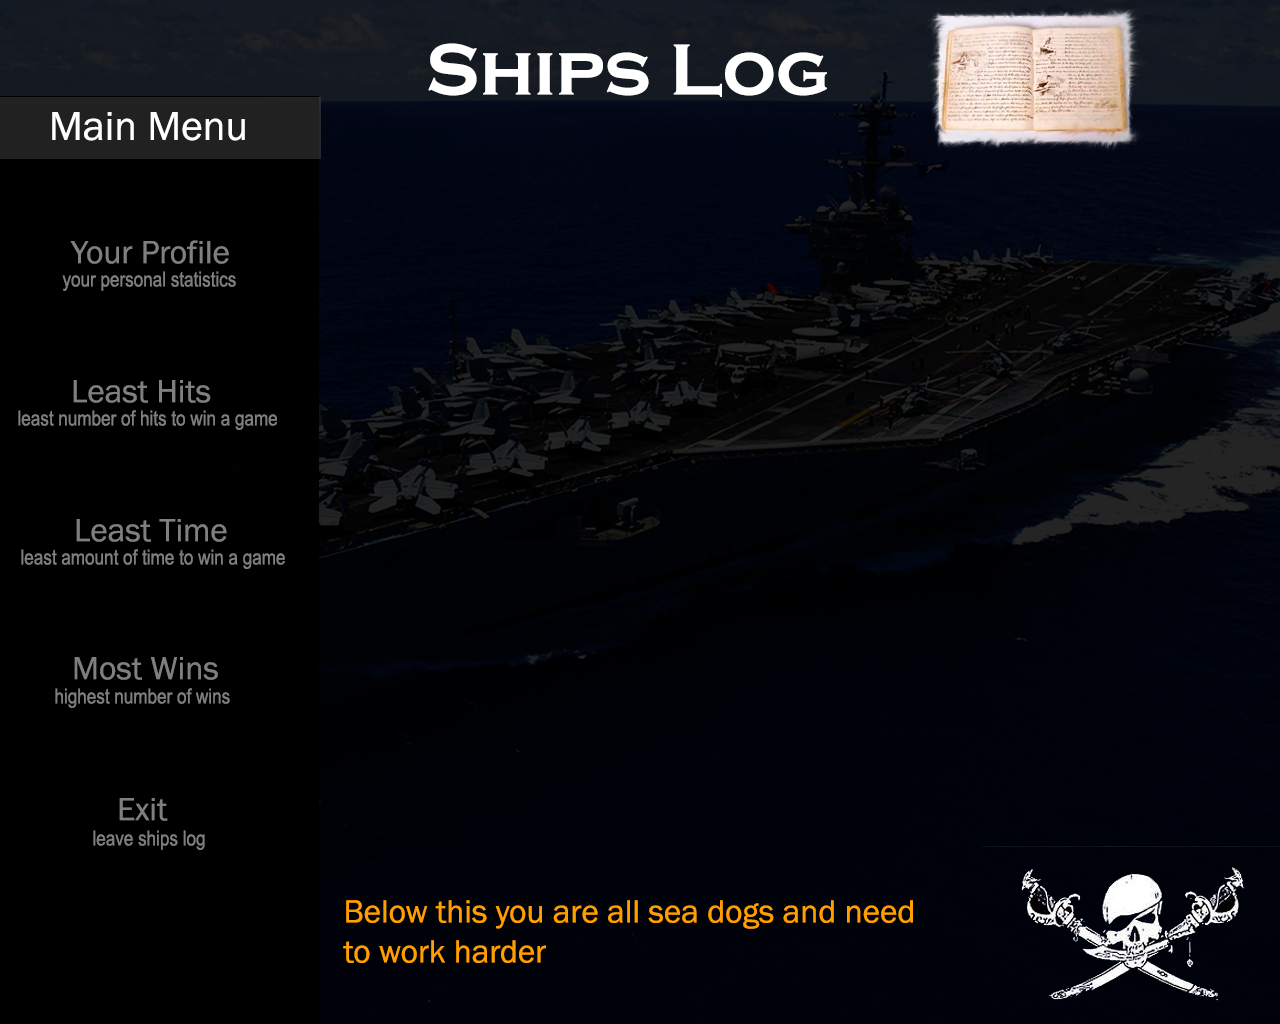 Ships Log
Main Menu
Your Profile
your personal statistics
Least Hits
least number of hits to win a game
Least Time
least amount of time to win a game
Most Wins
highest number of wins
Exit
leave ships log
Below this you are all sea dogs and need
to work harder